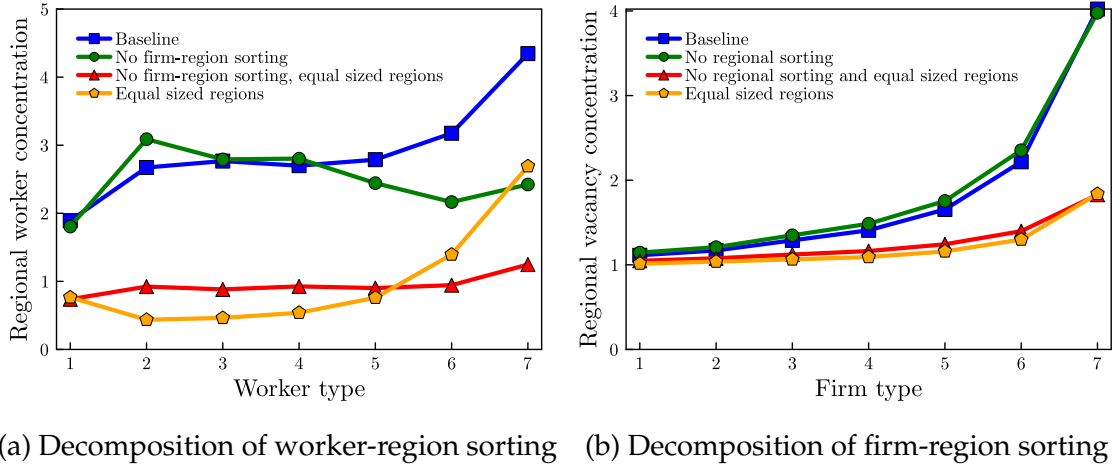 Regional worker concentration
5
4
3
2
1
0
Baseline
No firm-region sorting
No firm-region sorting, equal sized regions
Equal sized regions
1 2 3 4 5 6 7
Worker type
(a) Decomposition of worker-region sorting
Regional vacancy concentration
4
3
2
1
0
Baseline
No regional sorting
No regional sorting and equal sized regions
Equal sized regions
1 2 3 4 5 6 7
Firm type
(b) Decomposition of firm-region sorting